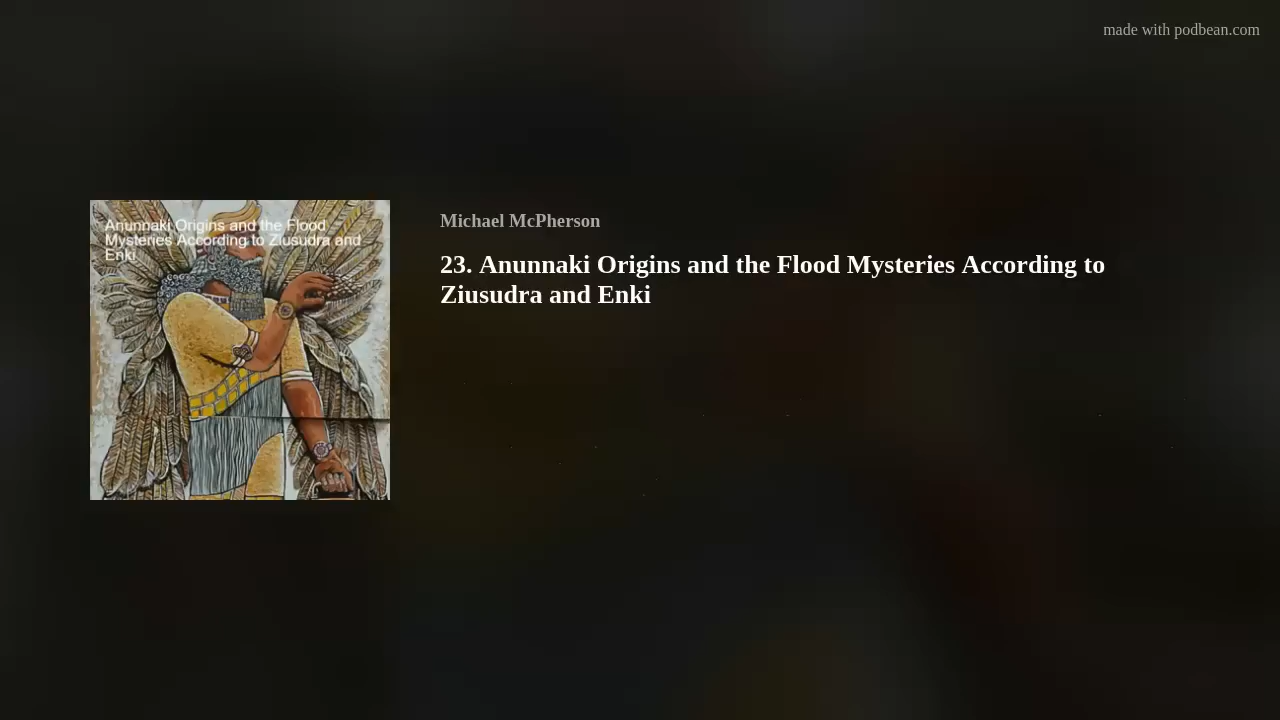 made with podbean.com
Anunnaki Origins and the Flood
Mysteries According to Ziusudra and
Enki
Michael McPherson
23. Anunnaki Origins and the Flood Mysteries According to
Ziusudra and Enki